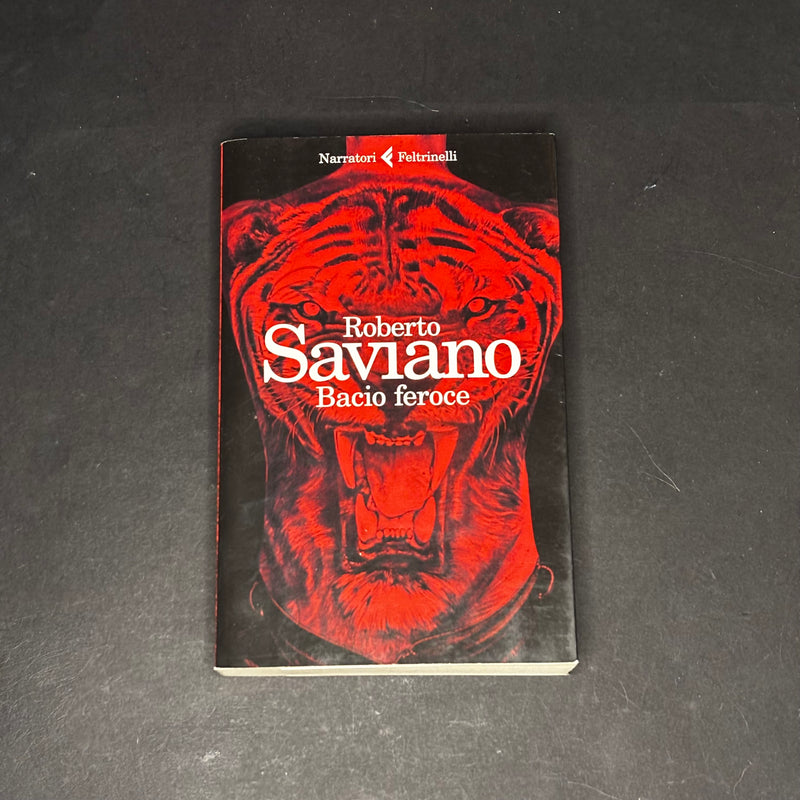 Narratori Feltrinelli
Roberto
Saviano
Bacio feroce